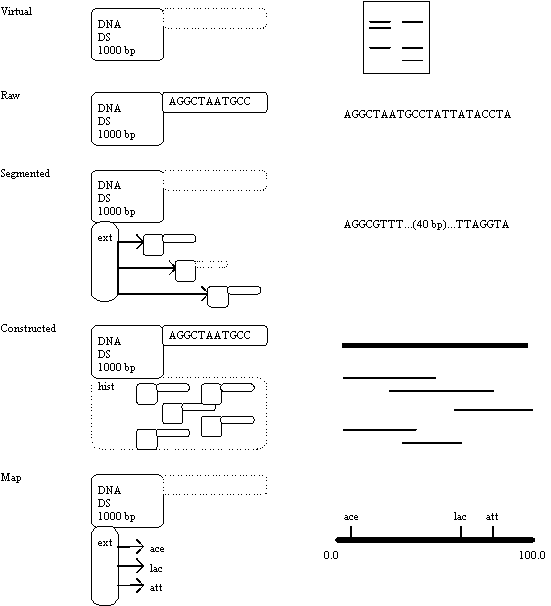 Virtual
DNA
DS
1000 bp
Raw
DNA
DS
1000 bp
AGGCTAATGCC
AGGCTAATGCCTATTATACCTA
Segmented
DNA
DS
1000 bp
ext
AGGCGTTT...(40 bp)...TTAGGTA
Constructed
DNA
DS
1000 bp
AGGCTAATGCC
hist
Map
DNA
DS
1000 bp
ext
ace
lac
att
ace lac att
0.0 100.0